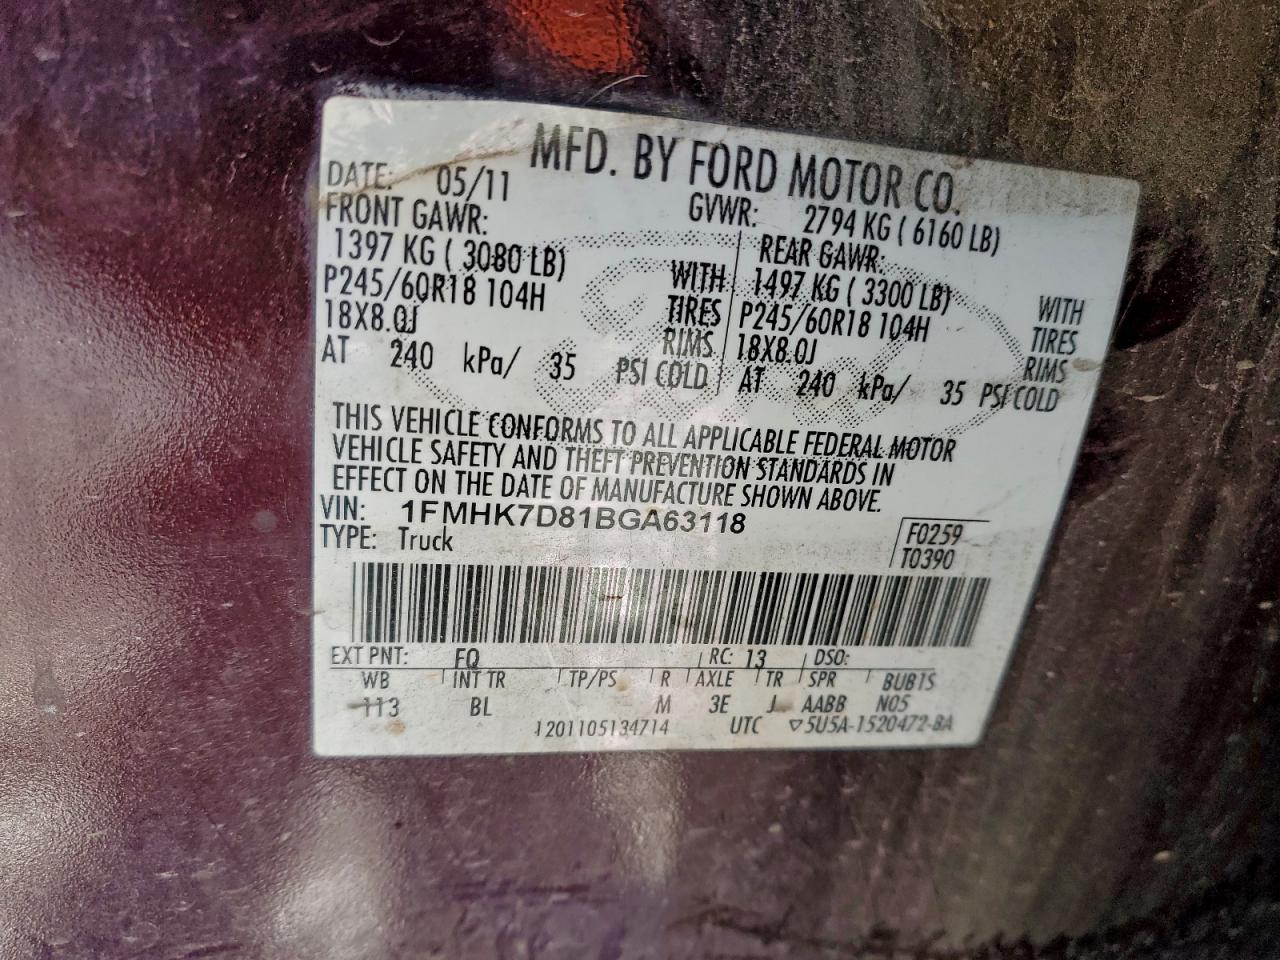 MFD. BY FORD MOTOR CO.
DATE: 05/11 GVWR: 2794 KG ( 6160 LB)
FRONT GAWR: REAR GAWR:
1397 KG ( 3080 LB) WITH 1497 KG ( 3300 LB) WITH
P245/60R18 104H TIRES P245/60R18 104H TIRES
18X8.0J RIMS 18X8.0J RIMS
AT 240 kPa/ 35 PSI COLD AT 240 kPa/ 35 PSI COLD
THIS VEHICLE CONFORMS TO ALL APPLICABLE FEDERAL MOTOR
VEHICLE SAFETY AND THEFT PREVENTION STANDARDS IN
EFFECT ON THE DATE OF MANUFACTURE SHOWN ABOVE.
VIN: 1FMHK7D81BGA63118
TYPE: Truck
F0259
T0390
EXT PNT: FQ RC: 13 DSO:
WB INT TR TP/PS R AXLE TR SPR BUB1S
113 BL M 3E J AABB N05
1201105134714 UTC ▽5U5A-1520472-BA